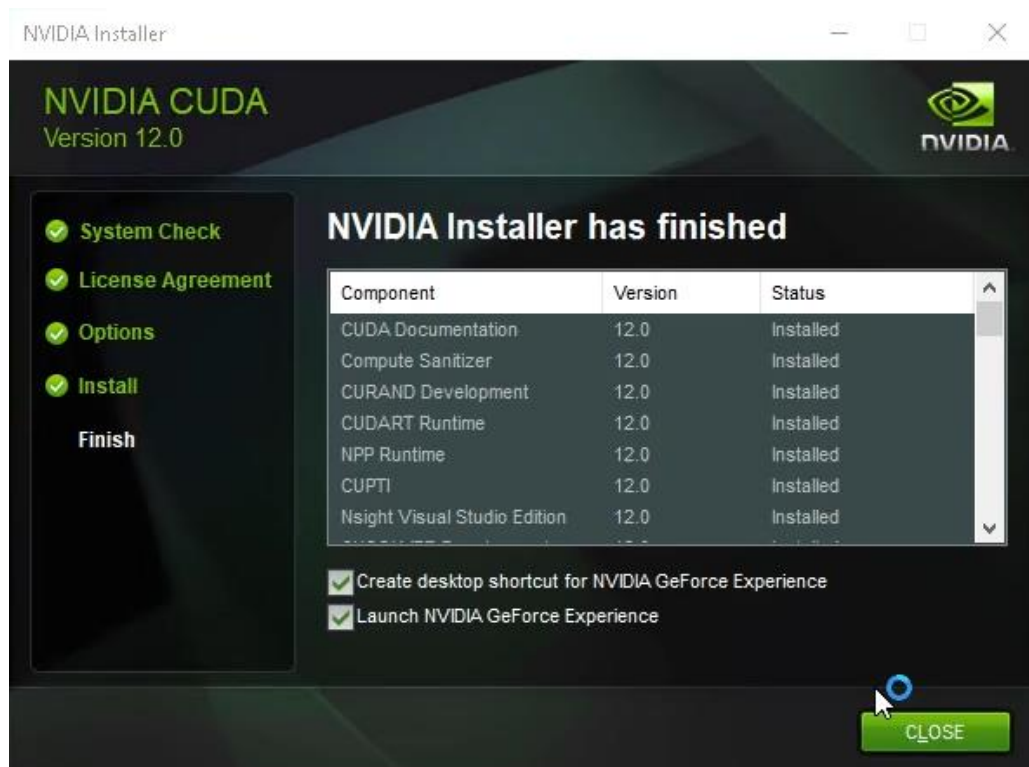 NVIDIA Installer
NVIDIA CUDA
Version 12.0
NVIDIA
System Check
License Agreement
Options
Install
Finish
NVIDIA Installer has finished
Component Version Status
CUDA Documentation 12.0 Installed
Compute Sanitizer 12.0 Installed
CURAND Development 12.0 Installed
CUDART Runtime 12.0 Installed
NPP Runtime 12.0 Installed
CUPTI 12.0 Installed
Nsight Visual Studio Edition 12.0 Installed
Create desktop shortcut for NVIDIA GeForce Experience
Launch NVIDIA GeForce Experience
CLOSE